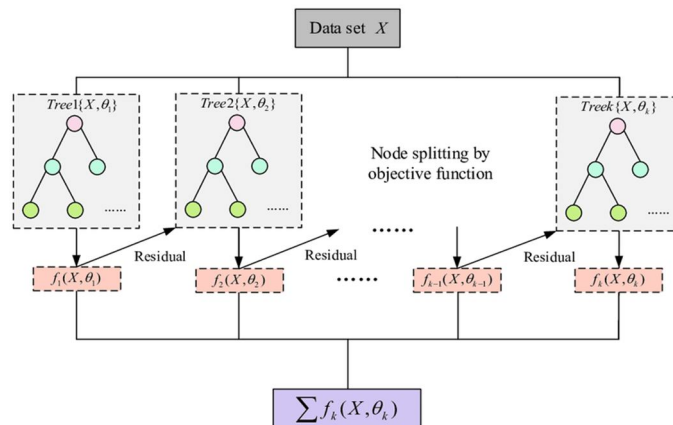 Data set X
Tree1{X,θ₁}
Tree2{X,θ₂}
Treek{X,θₖ}
Node splitting by
objective function
......
......
......
......
Residual
Residual
......
Residual
f₁(X,θ₁)
f₂(X,θ₂)
fₖ₋₁(X,θₖ₋₁)
fₖ(X,θₖ)
∑ fₖ(X,θₖ)